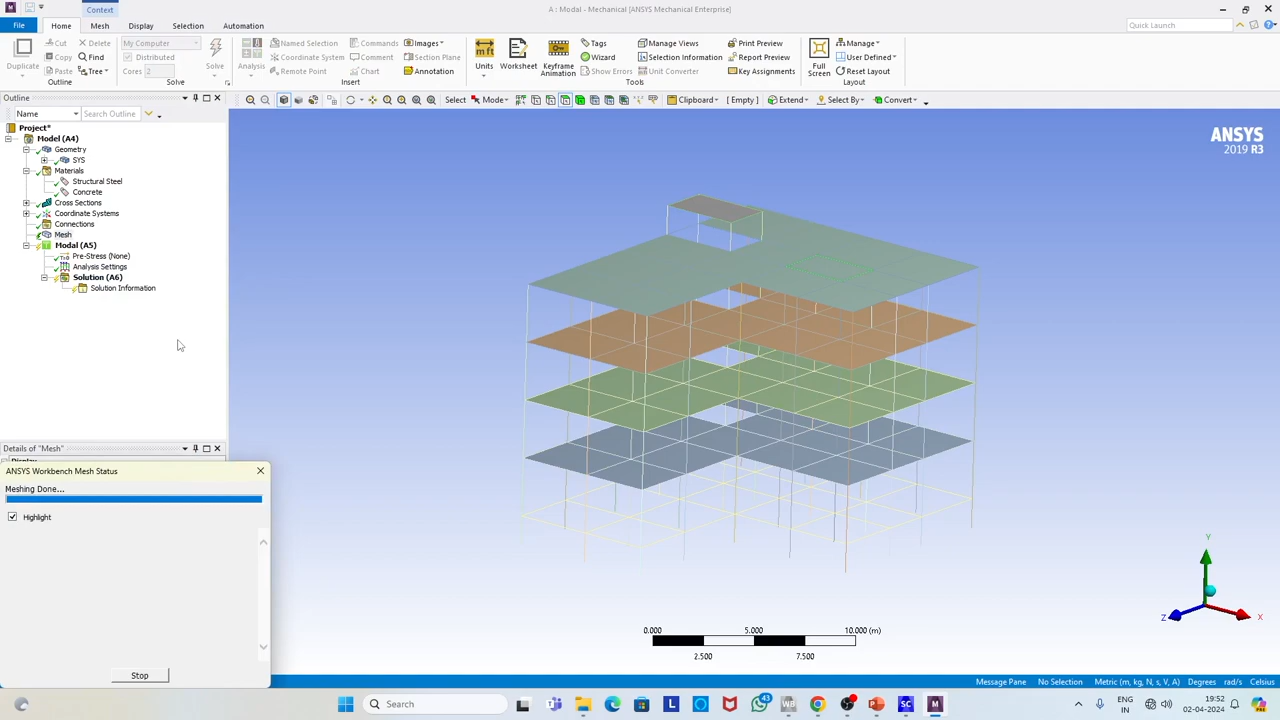 Context
A : Modal - Mechanical [ANSYS Mechanical Enterprise]
File Home Mesh Display Selection Automation
Quick Launch
Duplicate
Cut
Copy
Paste
Delete
Find
Tree
Outline
My Computer
Distributed
Cores 2
Solve
Solve
Analysis
Named Selection
Coordinate System
Remote Point
Commands
Comment
Chart
Images
Section Plane
Annotation
Insert
Units
Worksheet
Keyframe
Animation
Tags
Wizard
Show Errors
Manage Views
Selection Information
Unit Converter
Print Preview
Report Preview
Key Assignments
Tools
Full
Screen
Manage
User Defined
Reset Layout
Layout
Outline
Select Mode Clipboard [ Empty ] Extend Select By Convert
Name Search Outline
Project*
Model (A4)
Geometry
SYS
Materials
Structural Steel
Concrete
Cross Sections
Coordinate Systems
Connections
Mesh
Modal (A5)
Pre-Stress (None)
Analysis Settings
Solution (A6)
Solution Information
ANSYS
2019 R3
Details of "Mesh"
ANSYS Workbench Mesh Status
Meshing Done...
Highlight
Stop
Y
Z
X
0.000 5.000 10.000 (m)
2.500 7.500
Message Pane No Selection Metric (m, kg, N, s, V, A) Degrees rad/s Celsius
Search
43
ENG
IN
19:52
02-04-2024